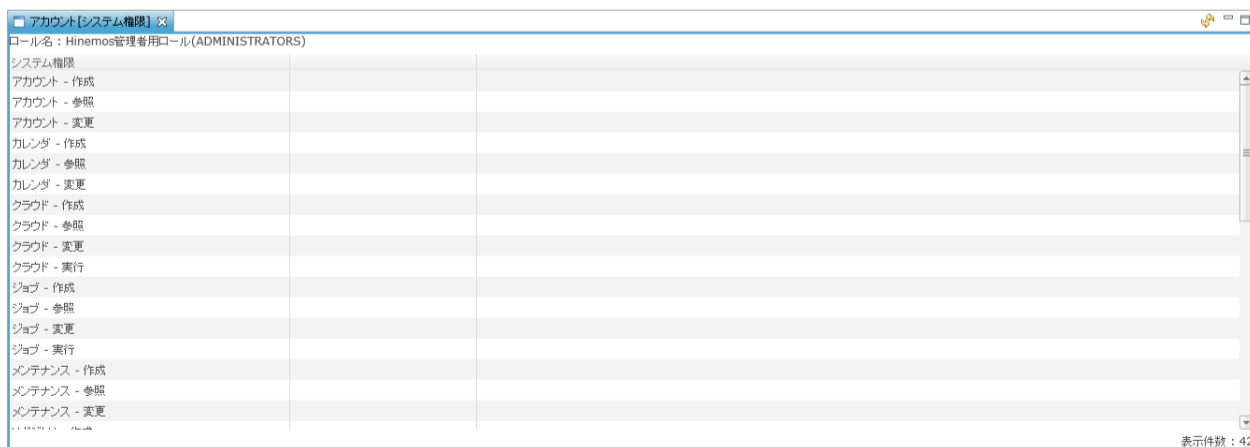 アカウント[システム権限]
ロール名：Hinemos管理者用ロール(ADMINISTRATORS)
システム権限
アカウント - 作成
アカウント - 参照
アカウント - 変更
カレンダ - 作成
カレンダ - 参照
カレンダ - 変更
クラウド - 作成
クラウド - 参照
クラウド - 変更
クラウド - 実行
ジョブ - 作成
ジョブ - 参照
ジョブ - 変更
ジョブ - 実行
メンテナンス - 作成
メンテナンス - 参照
メンテナンス - 変更
表示件数：42